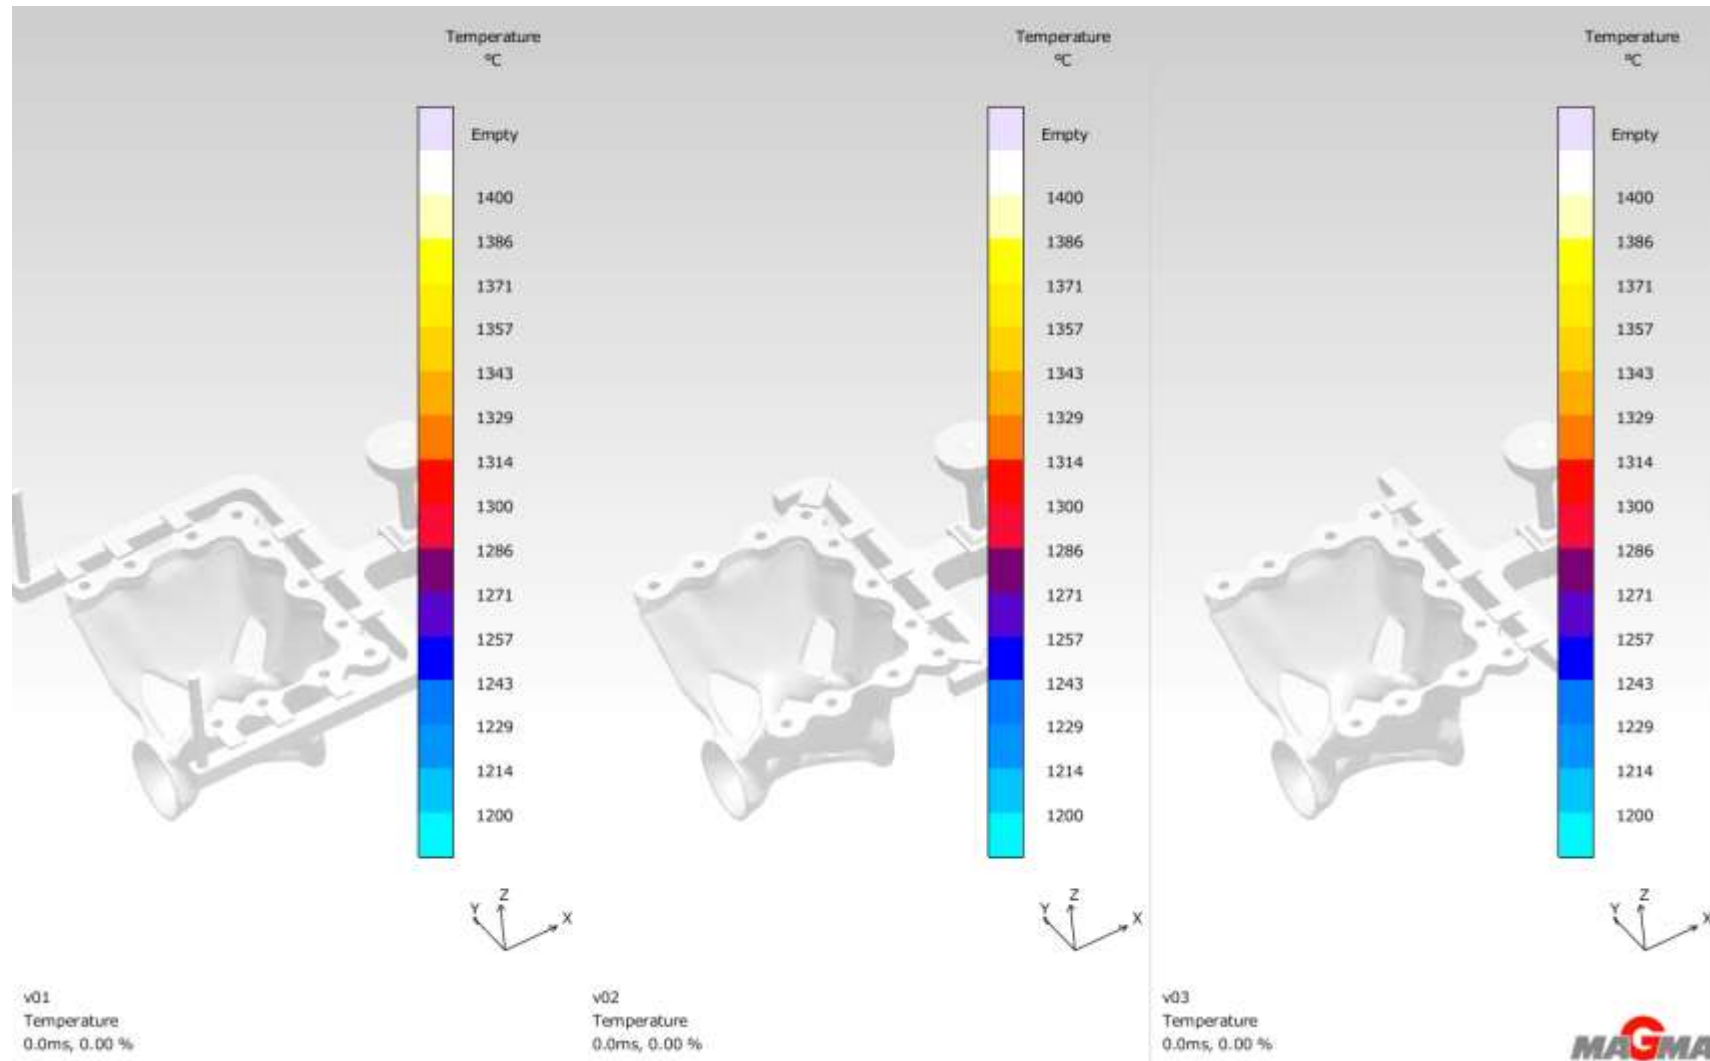 Temperature
°C
Empty
1400
1386
1371
1357
1343
1329
1314
1300
1286
1271
1257
1243
1229
1214
1200
Y Z X
v01
Temperature
0.0ms, 0.00 %
Temperature
°C
Empty
1400
1386
1371
1357
1343
1329
1314
1300
1286
1271
1257
1243
1229
1214
1200
Y Z X
v02
Temperature
0.0ms, 0.00 %
Temperature
°C
Empty
1400
1386
1371
1357
1343
1329
1314
1300
1286
1271
1257
1243
1229
1214
1200
Y Z X
v03
Temperature
0.0ms, 0.00 %
MAGMA